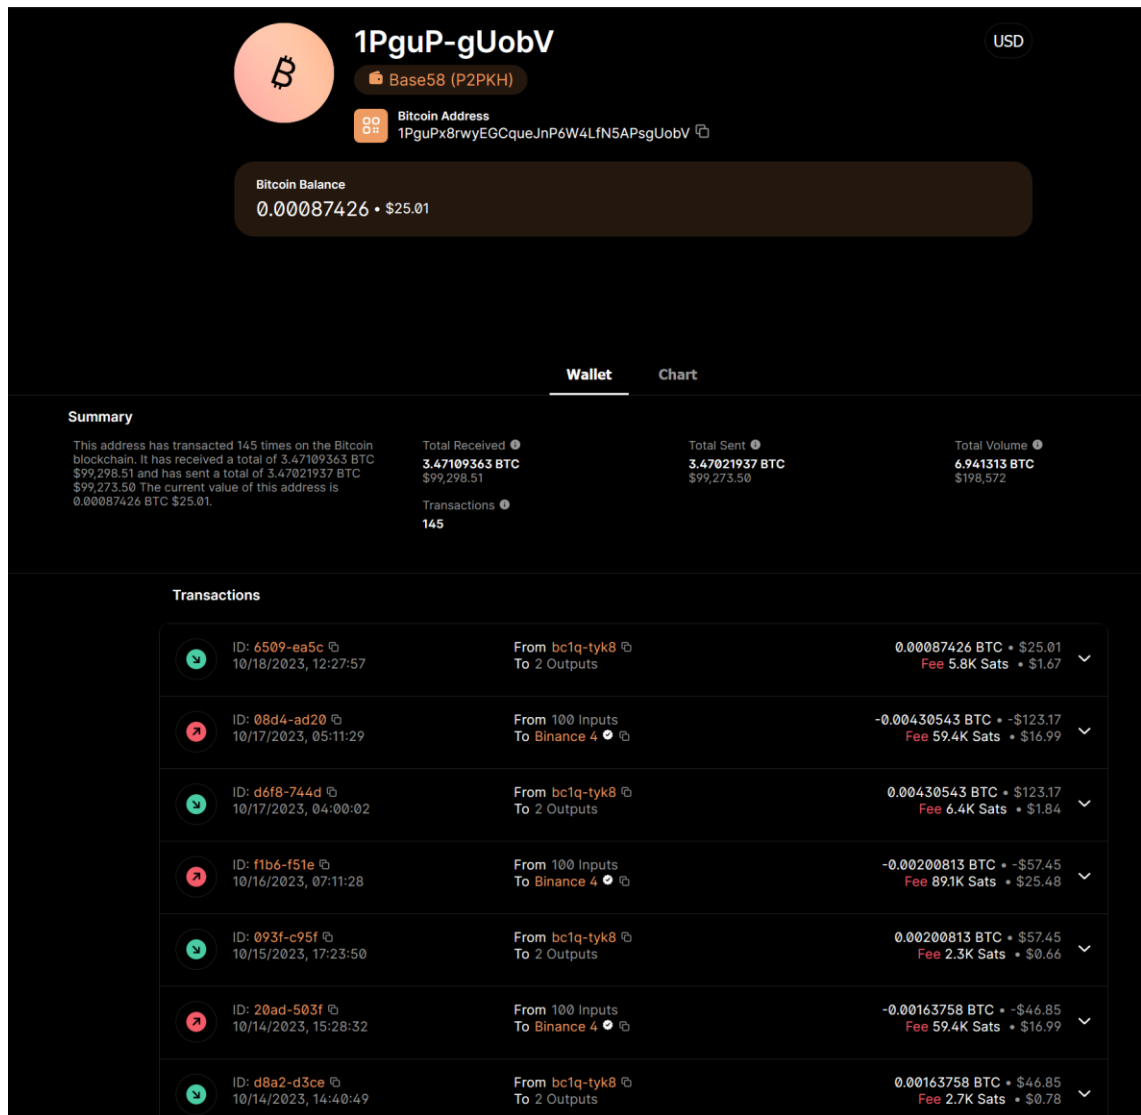 1PguP-gUobV
USD
Base58 (P2PKH)
Bitcoin Address
1PguPx8rwyEGCqueJnP6W4LfN5APsgUobV
Bitcoin Balance
0.00087426 • $25.01
Wallet Chart
Summary
This address has transacted 145 times on the Bitcoin
blockchain. It has received a total of 3.47109363 BTC
$99,298.51 and has sent a total of 3.47021937 BTC
$99,273.50 The current value of this address is
0.00087426 BTC $25.01.
Total Received
3.47109363 BTC
$99,298.51
Total Sent
3.47021937 BTC
$99,273.50
Total Volume
6.941313 BTC
$198,572
Transactions
145
Transactions
ID: 6509-ea5c From bc1q-tyk8 0.00087426 BTC • $25.01
10/18/2023, 12:27:57 To 2 Outputs Fee 5.8K Sats • $1.67
ID: 08d4-ad20 From 100 Inputs -0.00430543 BTC • -$123.17
10/17/2023, 05:11:29 To Binance 4 Fee 59.4K Sats • $16.99
ID: d6f8-744d From bc1q-tyk8 0.00430543 BTC • $123.17
10/17/2023, 04:00:02 To 2 Outputs Fee 6.4K Sats • $1.84
ID: f1b6-f51e From 100 Inputs -0.00200813 BTC • -$57.45
10/16/2023, 07:11:28 To Binance 4 Fee 89.1K Sats • $25.48
ID: 093f-c95f From bc1q-tyk8 0.00200813 BTC • $57.45
10/15/2023, 17:23:50 To 2 Outputs Fee 2.3K Sats • $0.66
ID: 20ad-503f From 100 Inputs -0.00163758 BTC • -$46.85
10/14/2023, 15:28:32 To Binance 4 Fee 59.4K Sats • $16.99
ID: d8a2-d3ce From bc1q-tyk8 0.00163758 BTC • $46.85
10/14/2023, 14:40:49 To 2 Outputs Fee 2.7K Sats • $0.78